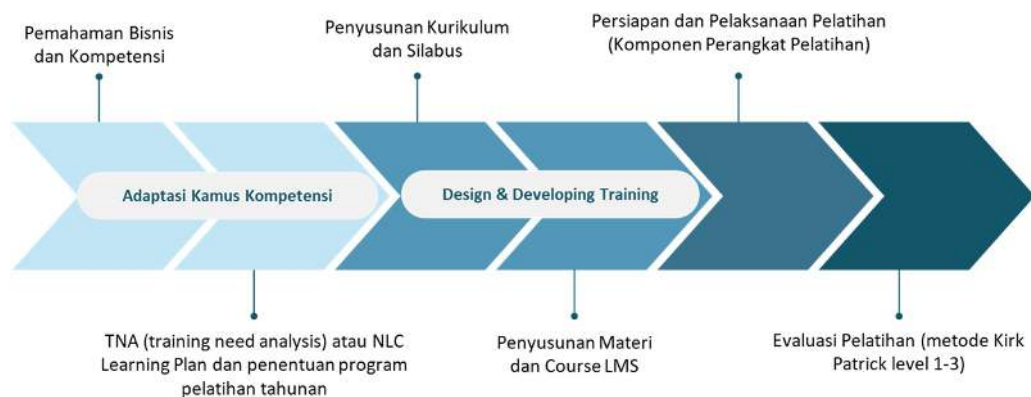 Pemahaman Bisnis
dan Kompetensi
Penyusunan Kurikulum
dan Silabus
Persiapan dan Pelaksanaan Pelatihan
(Komponen Perangkat Pelatihan)
Adaptasi Kamus Kompetensi
Design & Developing Training
TNA (training need analysis) atau NLC
Learning Plan dan penentuan program
pelatihan tahunan
Penyusunan Materi
dan Course LMS
Evaluasi Pelatihan (metode Kirk
Patrick level 1-3)